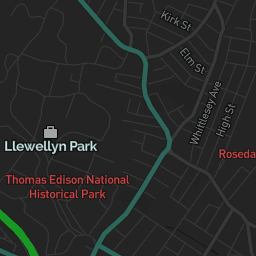 Kirk St
Elm St
Whittlesey Ave
High St
Llewellyn Park
Roseda
Thomas Edison National
Historical Park